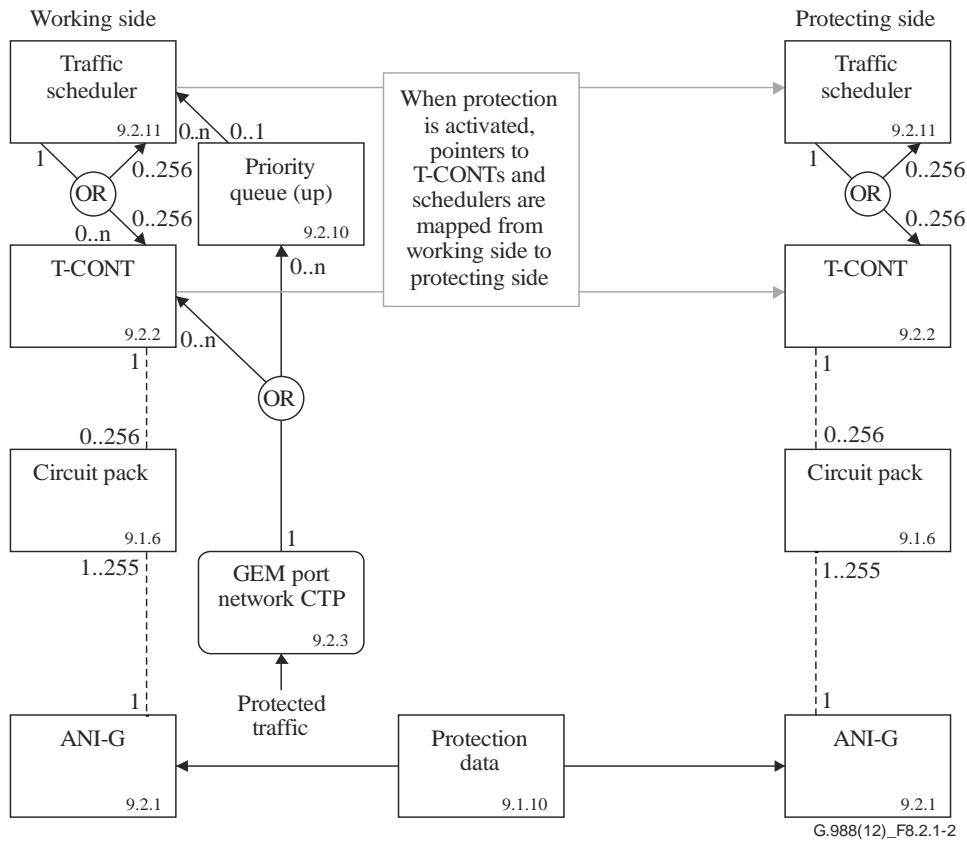 Working side
Protecting side
Traffic
scheduler
9.2.11
Traffic
scheduler
9.2.11
When protection
is activated,
pointers to
T-CONTs and
schedulers are
mapped from
working side to
protecting side
0..n
0..1
1
OR
0..256
0..256
0..n
Priority
queue (up)
9.2.10
1
OR
0..256
0..256
T-CONT
9.2.2
0..n
T-CONT
9.2.2
0..n
1
OR
1
0..256
0..256
Circuit pack
9.1.6
Circuit pack
9.1.6
1..255
1
1..255
GEM port
network CTP
9.2.3
Protected
traffic
1
1
ANI-G
9.2.1
Protection
data
9.1.10
ANI-G
9.2.1
G.988(12)_F8.2.1-2